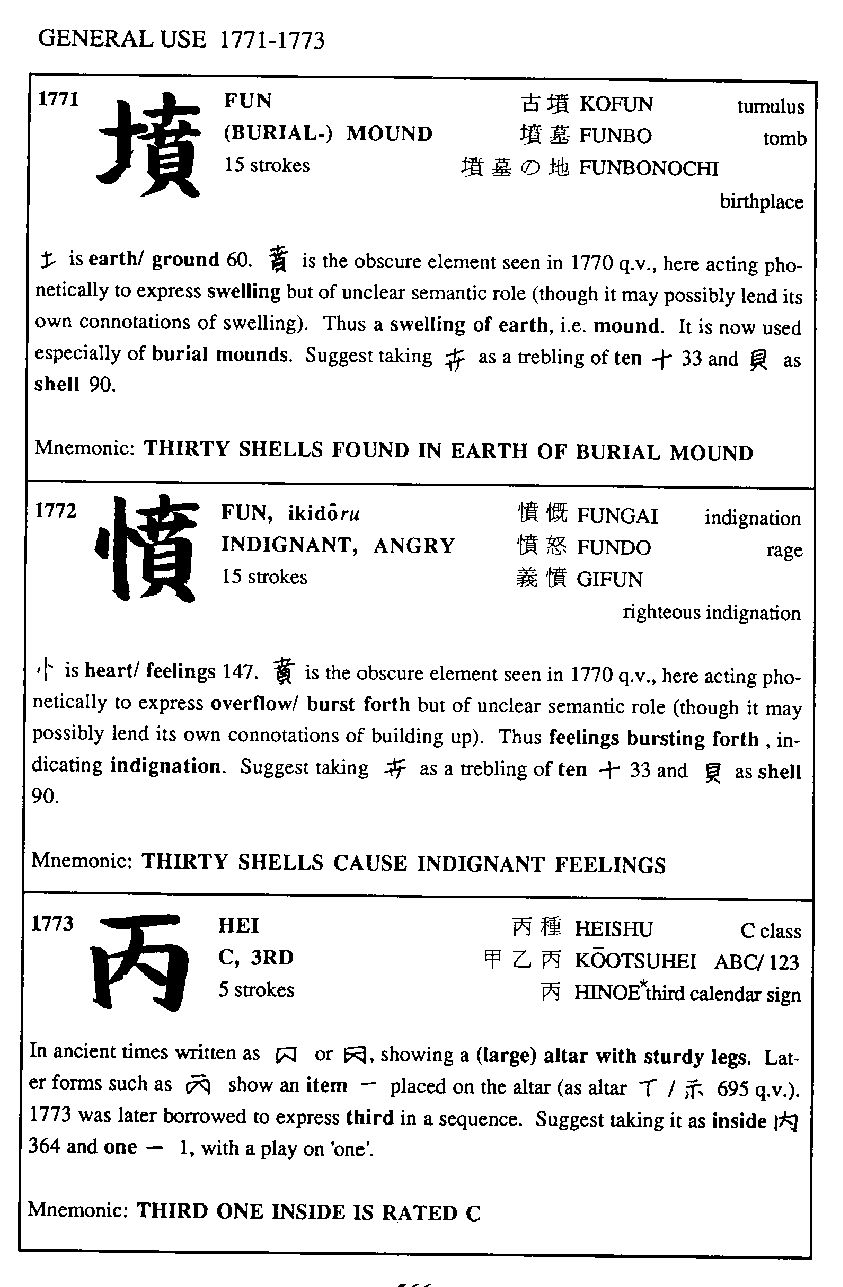 GENERAL USE 1771-1773
1771 墳 FUN 古墳 KOFUN tumulus
(BURIAL-) MOUND 墳墓 FUNBO tomb
15 strokes 墳墓の地 FUNBONOCHI
birthplace
土 is earth/ ground 60. 賁 is the obscure element seen in 1770 q.v., here acting pho-
netically to express swelling but of unclear semantic role (though it may possibly lend its
own connotations of swelling). Thus a swelling of earth, i.e. mound. It is now used
especially of burial mounds. Suggest taking 卉 as a trebling of ten 十 33 and 貝 as
shell 90.
Mnemonic: THIRTY SHELLS FOUND IN EARTH OF BURIAL MOUND
1772 憤 FUN, ikidōru 憤慨 FUNGAI indignation
INDIGNANT, ANGRY 憤怒 FUNDO rage
15 strokes 義憤 GIFUN
righteous indignation
忄 is heart/ feelings 147. 賁 is the obscure element seen in 1770 q.v., here acting pho-
netically to express overflow/ burst forth but of unclear semantic role (though it may
possibly lend its own connotations of building up). Thus feelings bursting forth , in-
dicating indignation. Suggest taking 卉 as a trebling of ten 十 33 and 貝 as shell
90.
Mnemonic: THIRTY SHELLS CAUSE INDIGNANT FEELINGS
1773 丙 HEI 丙種 HEISHU C class
C, 3RD 甲乙丙 KŌOTSUHEI ABC/ 123
5 strokes 丙 HINOE*third calendar sign
In ancient times written as or , showing a (large) altar with sturdy legs. Lat-
er forms such as show an item 一 placed on the altar (as altar 丁 / 示 695 q.v.).
1773 was later borrowed to express third in a sequence. Suggest taking it as inside 内
364 and one 一 1, with a play on 'one'.
Mnemonic: THIRD ONE INSIDE IS RATED C